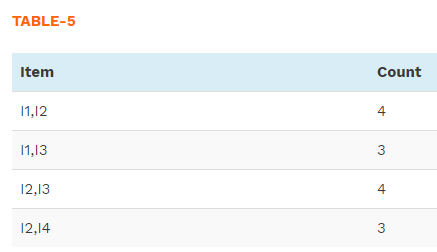 TABLE-5
Item Count
I1,I2 4
I1,I3 3
I2,I3 4
I2,I4 3